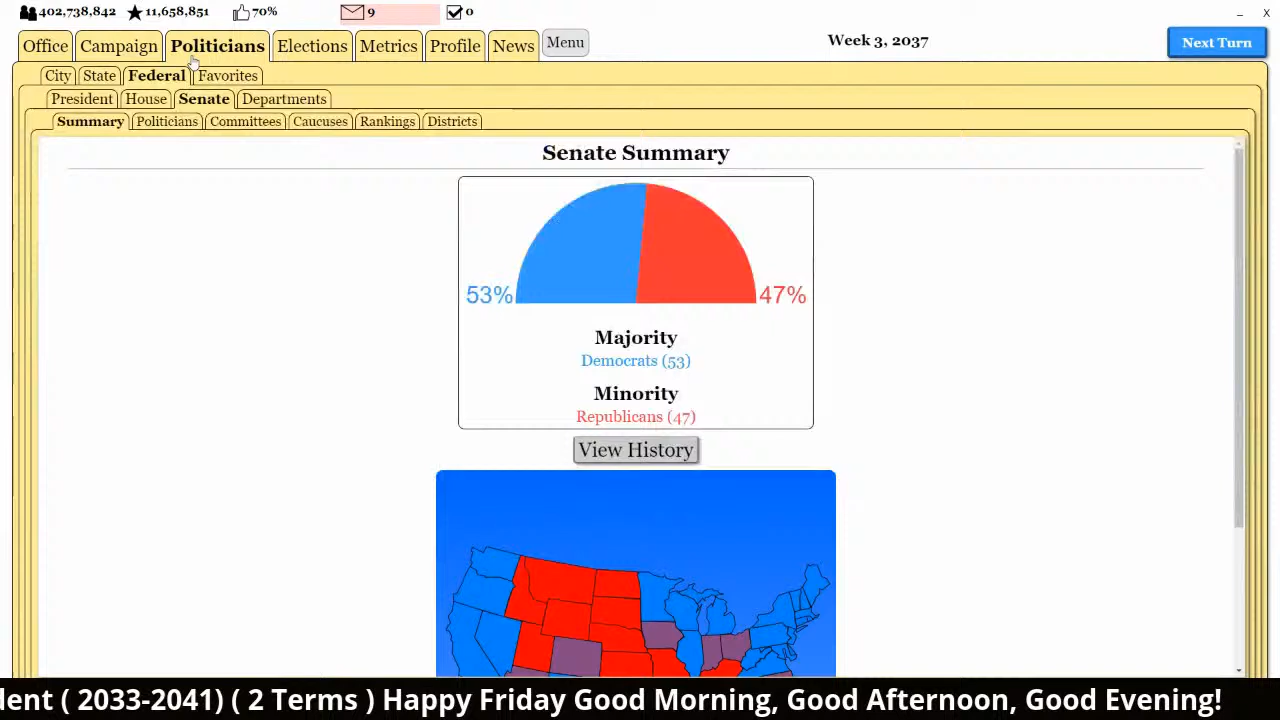 402,738,842 11,658,851 70% 9 0
_ X
Office Campaign Politicians Elections Metrics Profile News Menu Week 3, 2037 Next Turn
City State Federal Favorites
President House Senate Departments
Summary Politicians Committees Caucuses Rankings Districts
Senate Summary
53% 47%
Majority
Democrats (53)
Minority
Republicans (47)
View History
dent ( 2033-2041) ( 2 Terms ) Happy Friday Good Morning, Good Afternoon, Good Evening!